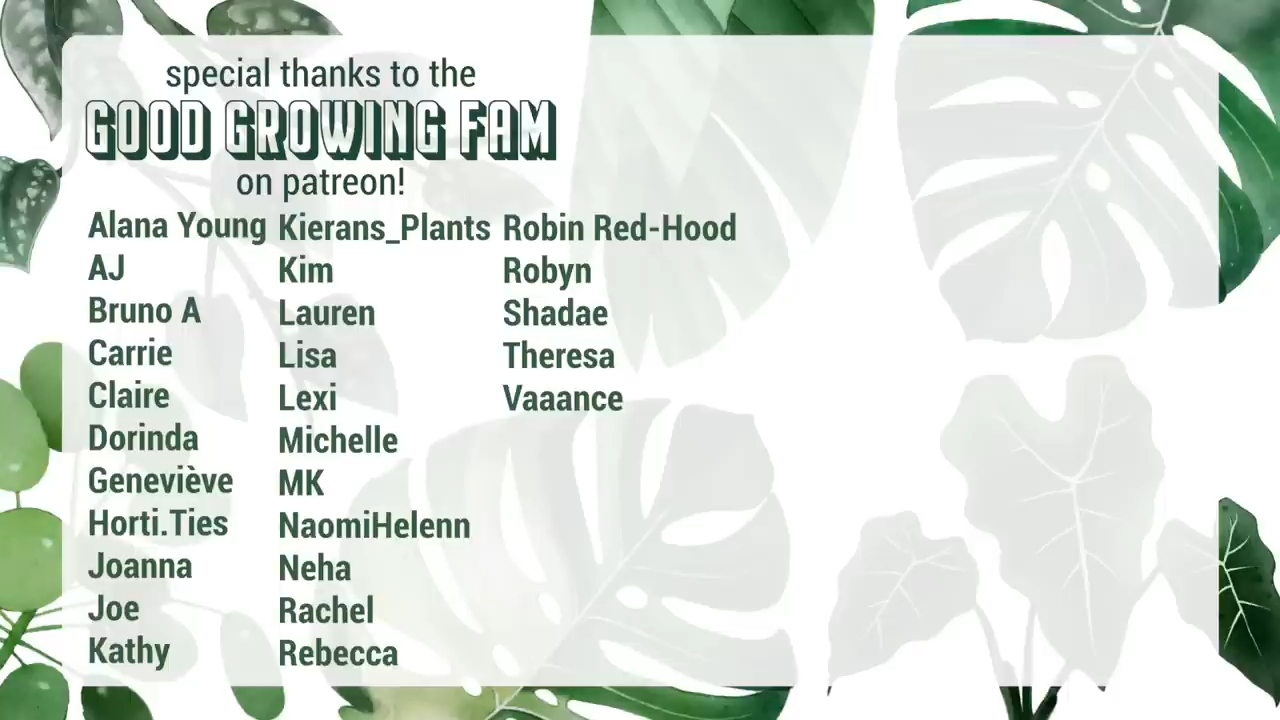 special thanks to the
GOOD GROWING FAM
on patreon!
Alana Young
AJ
Bruno A
Carrie
Claire
Dorinda
Geneviève
Horti.Ties
Joanna
Joe
Kathy
Kierans_Plants
Kim
Lauren
Lisa
Lexi
Michelle
MK
NaomiHelenn
Neha
Rachel
Rebecca
Robin Red-Hood
Robyn
Shadae
Theresa
Vaaance